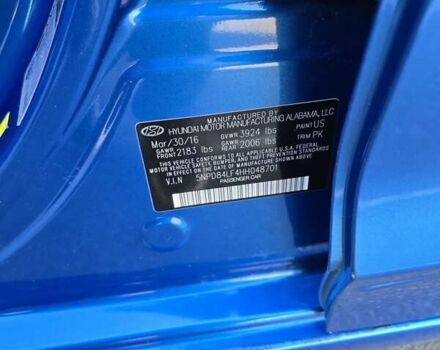 MANUFACTURED BY
HYUNDAI MOTOR MANUFACTURING ALABAMA, LLC
Mar/30/16 GVWR 3924 lbs PAINT US
GAWR FRONT 2183 lbs GAWR REAR 2006 lbs TRIM PK
THIS VEHICLE CONFORMS TO ALL APPLICABLE FEDERAL
MOTOR VEHICLE SAFETY, BUMPER, AND THEFT PREVENTION
STANDARDS IN EFFECT ON THE DATE OF MANUFACTURE SHOWN ABOVE.
V.I.N 5NPD84LF4HH048701
PASSENGER CAR